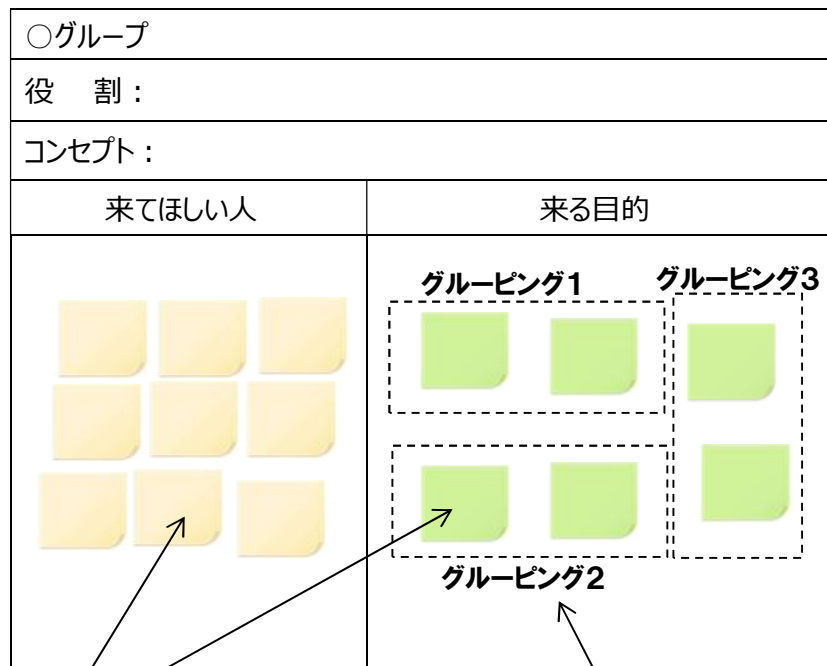 ○グループ
役　割：
コンセプト：
来てほしい人
来る目的
グルーピング1
グルーピング3
グルーピング2